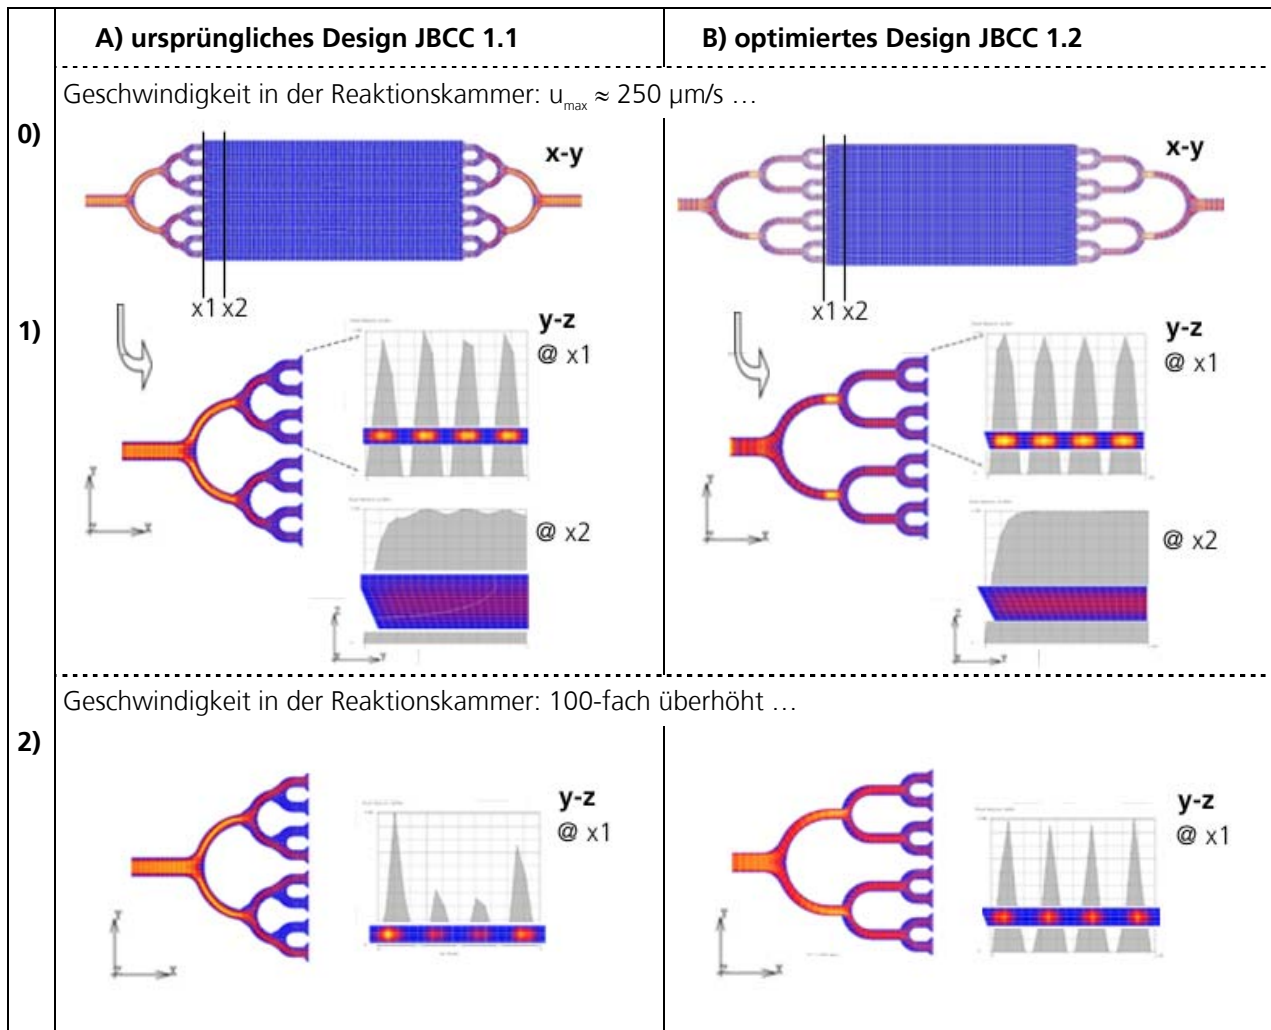 A) ursprüngliches Design JBCC 1.1
B) optimiertes Design JBCC 1.2
Geschwindigkeit in der Reaktionskammer: umax ≈ 250 µm/s …
0)
x-y
x-y
x1 x2
x1 x2
1)
y-z
@ x1
y-z
@ x1
@ x2
@ x2
Geschwindigkeit in der Reaktionskammer: 100-fach überhöht …
2)
y-z
@ x1
y-z
@ x1